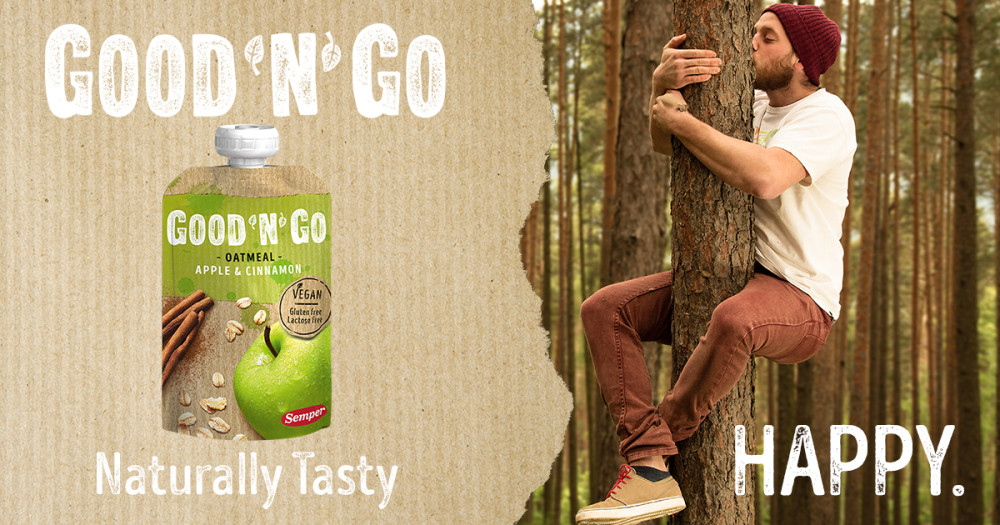 GOOD 'N' GO
GOOD 'N' GO
- OATMEAL -
APPLE & CINNAMON
VEGAN
Gluten free
Lactose free
Semper
Naturally Tasty
HAPPY.